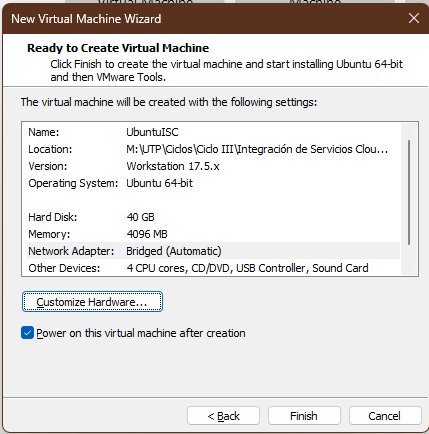 New Virtual Machine Wizard
Ready to Create Virtual Machine
Click Finish to create the virtual machine and start installing Ubuntu 64-bit
and then VMware Tools.
The virtual machine will be created with the following settings:
Name: UbuntuISC
Location: M:\UTP\Ciclos\Ciclo III\Integración de Servicios Clou...
Version: Workstation 17.5.x
Operating System: Ubuntu 64-bit
Hard Disk: 40 GB
Memory: 4096 MB
Network Adapter: Bridged (Automatic)
Other Devices: 4 CPU cores, CD/DVD, USB Controller, Sound Card
Customize Hardware...
Power on this virtual machine after creation
< Back Finish Cancel